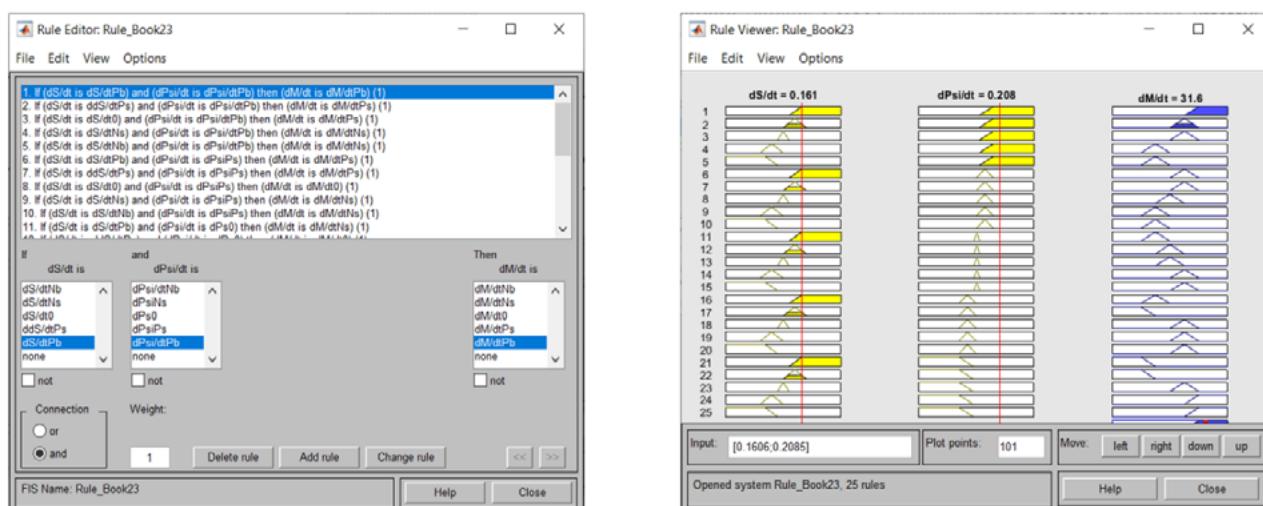 Rule Editor: Rule_Book23
File Edit View Options
1. If (dS/dt is dS/dtPb) and (dPsi/dt is dPsi/dtPb) then (dM/dt is dM/dtPb) (1)
2. If (dS/dt is ddS/dtPs) and (dPsi/dt is dPsi/dtPb) then (dM/dt is dM/dtPs) (1)
3. If (dS/dt is dS/dt0) and (dPsi/dt is dPsi/dtPb) then (dM/dt is dM/dtPs) (1)
4. If (dS/dt is dS/dtNs) and (dPsi/dt is dPsi/dtPb) then (dM/dt is dM/dtNs) (1)
5. If (dS/dt is dS/dtNb) and (dPsi/dt is dPsi/dtPb) then (dM/dt is dM/dtNs) (1)
6. If (dS/dt is dS/dtPb) and (dPsi/dt is dPsiPs) then (dM/dt is dM/dtPs) (1)
7. If (dS/dt is ddS/dtPs) and (dPsi/dt is dPsiPs) then (dM/dt is dM/dtPs) (1)
8. If (dS/dt is dS/dt0) and (dPsi/dt is dPsiPs) then (dM/dt is dM/dt0) (1)
9. If (dS/dt is dS/dtNs) and (dPsi/dt is dPsiPs) then (dM/dt is dM/dtNs) (1)
10. If (dS/dt is dS/dtNb) and (dPsi/dt is dPsiPs) then (dM/dt is dM/dtNs) (1)
11. If (dS/dt is dS/dtPb) and (dPsi/dt is dPs0) then (dM/dt is dM/dtNs) (1)
If and Then
dS/dt is dPsi/dt is dM/dt is
dS/dtNb dPsi/dtNb dM/dtNb
dS/dtNs dPsiNs dM/dtNs
dS/dt0 dPs0 dM/dt0
ddS/dtPs dPsiPs dM/dtPs
dS/dtPb dPsi/dtPb dM/dtPb
none none none
not not not
Connection Weight:
or
and 1 Delete rule Add rule Change rule << >>
FIS Name: Rule_Book23 Help Close
Rule Viewer: Rule_Book23
File Edit View Options
dS/dt = 0.161 dPsi/dt = 0.208 dM/dt = 31.6
1
2
3
4
5
6
7
8
9
10
11
12
13
14
15
16
17
18
19
20
21
22
23
24
25
Input: [0.1606;0.2085] Plot points: 101 Move: left right down up
Opened system Rule_Book23, 25 rules Help Close